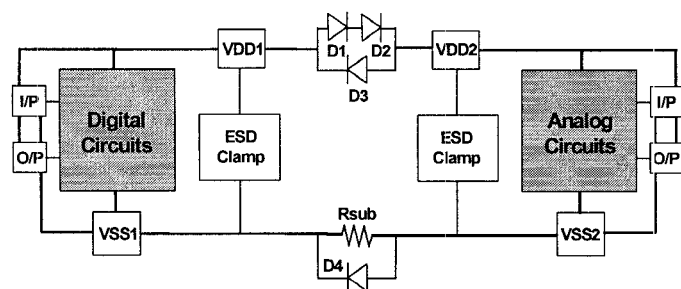 VDD1
D1 D2
D3
VDD2
I/P
Digital
Circuits
O/P
ESD
Clamp
ESD
Clamp
Analog
Circuits
I/P
O/P
VSS1
Rsub
D4
VSS2